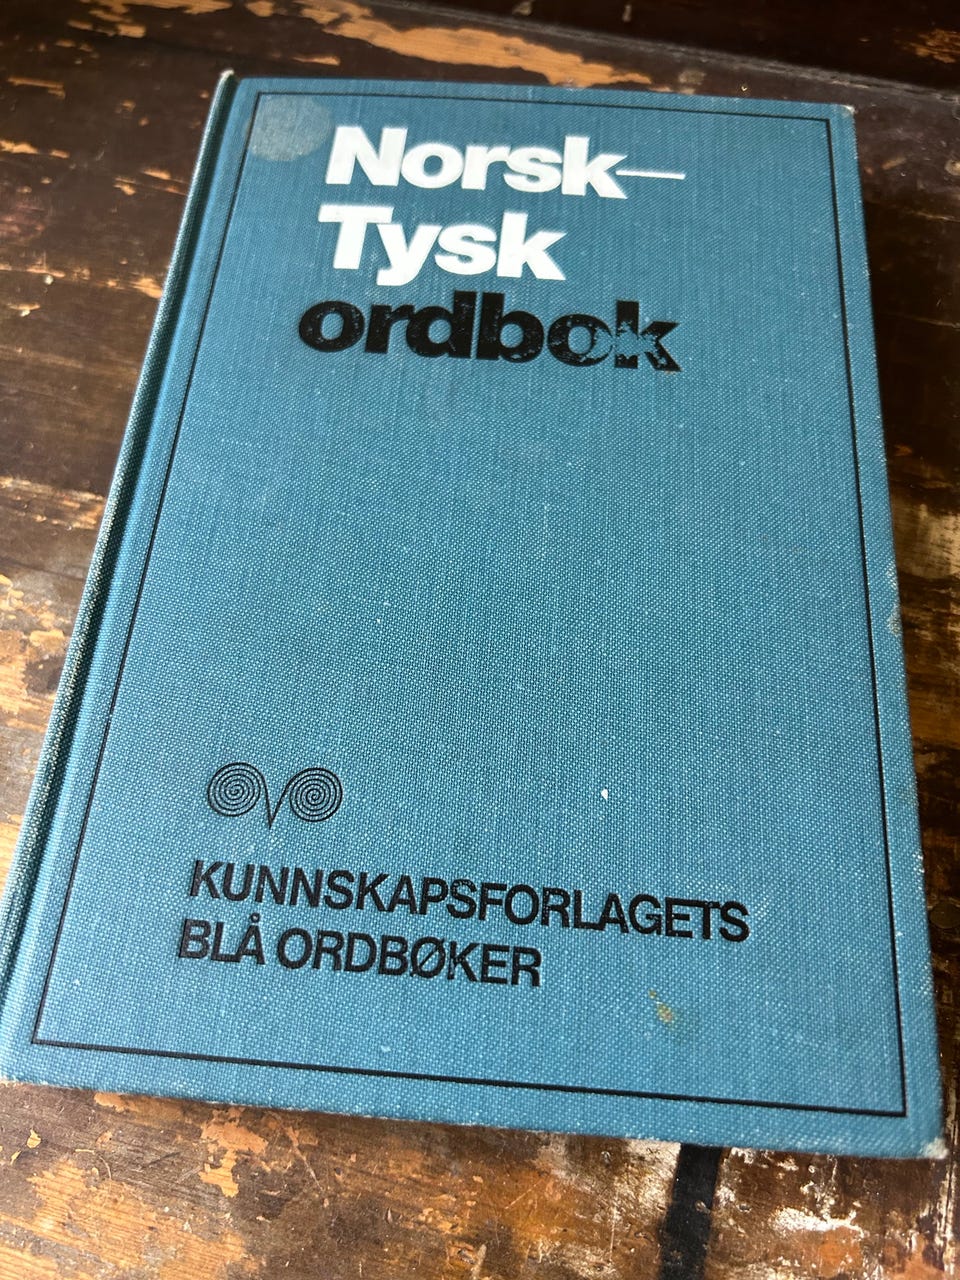 Norsk—
Tysk
ordbok
KUNNSKAPSFORLAGETS
BLÅ ORDBØKER